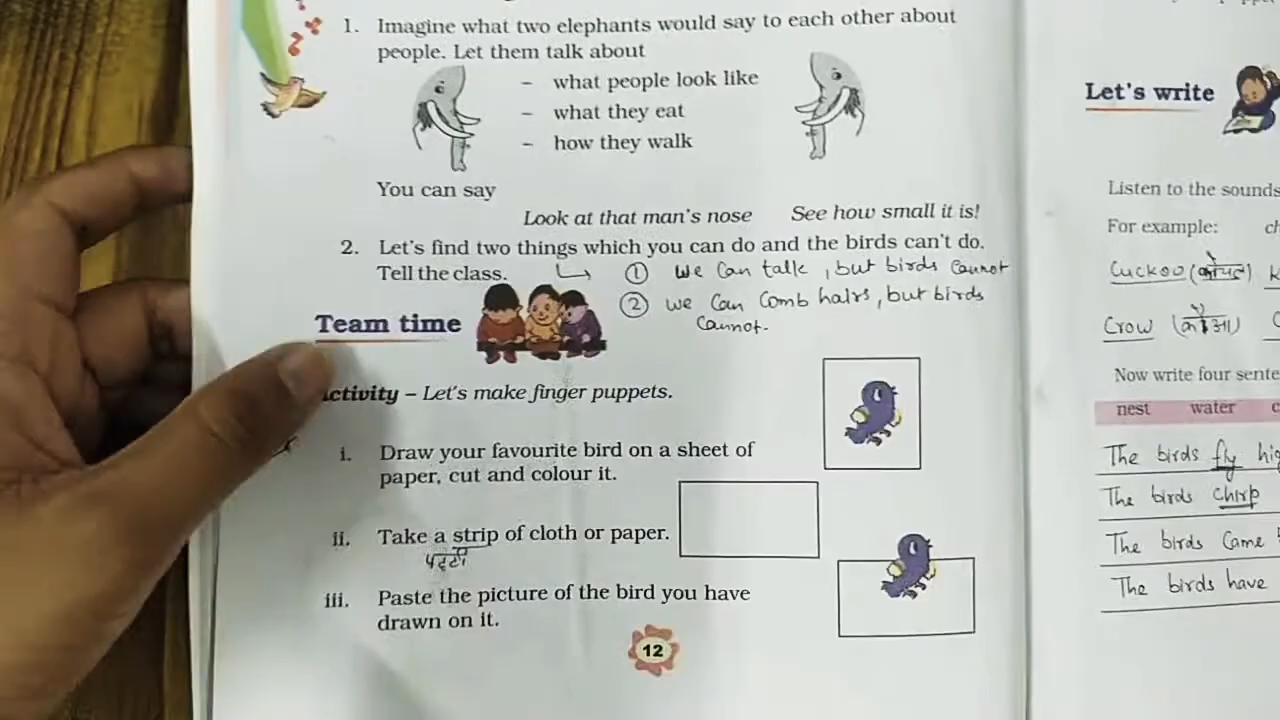 1. Imagine what two elephants would say to each other about
people. Let them talk about
– what people look like
– what they eat
– how they walk
You can say
Look at that man's nose See how small it is!
2. Let's find two things which you can do and the birds can't do.
Tell the class. ① We Can talk, but birds Cannot
② we Can Comb hairs, but birds
Cannot.
Team time
ctivity – Let's make finger puppets.
i. Draw your favourite bird on a sheet of
paper, cut and colour it.
ii. Take a strip of cloth or paper.
पट्टी
iii. Paste the picture of the bird you have
drawn on it.
12
Let's write
Listen to the sounds
For example:
Cuckoo
Crow
Now write four sente
nest water
The birds fly hig
The birds chirp
The birds Came
The birds have